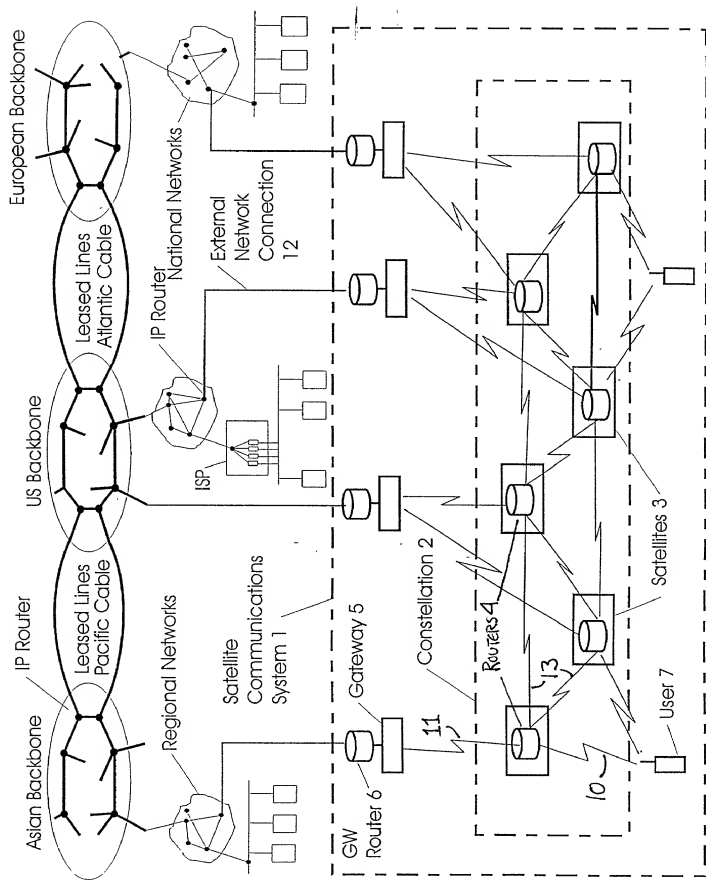 Asian Backbone
IP Router
Leased Lines
Pacific Cable
US Backbone
Leased Lines
Atlantic Cable
European Backbone
Regional Networks
ISP
IP Router
National Networks
External
Network
Connection
12
Satellite
Communications
System 1
Gateway 5
GW
Router 6
11
Constellation 2
ROUTERS 4
13
10
User 7
Satellites 3